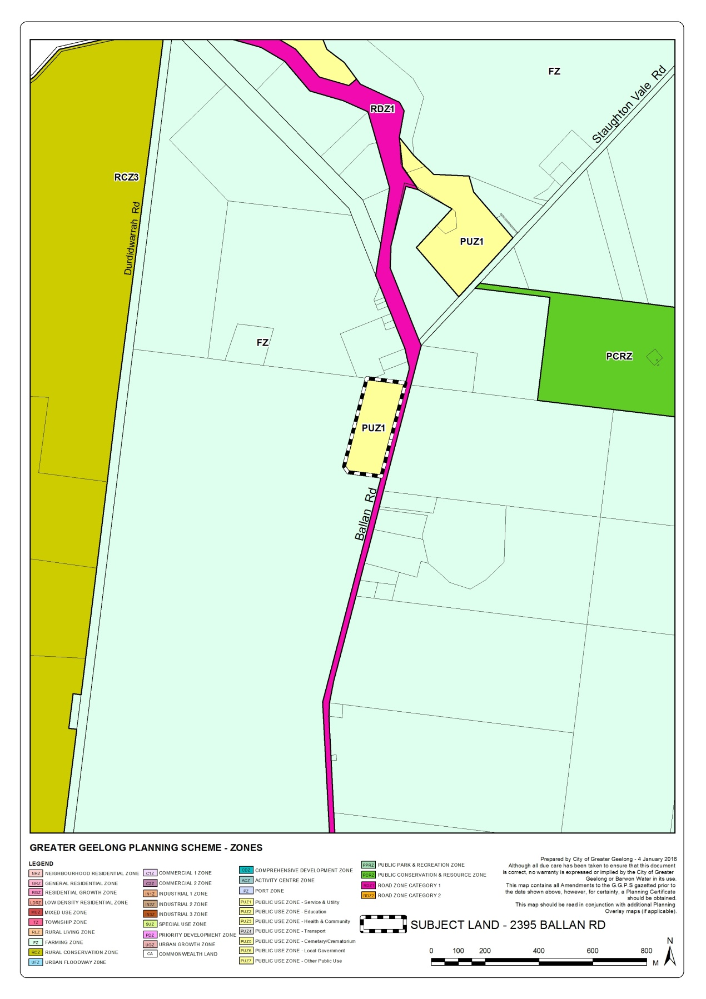 FZ
Staughton Vale Rd
RDZ1
RCZ3
Durdidwarrah Rd
PUZ1
FZ
PCRZ
PUZ1
Ballan Rd
GREATER GEELONG PLANNING SCHEME - ZONES
LEGEND
NRZ NEIGHBOURHOOD RESIDENTIAL ZONE
GRZ GENERAL RESIDENTIAL ZONE
RGZ RESIDENTIAL GROWTH ZONE
LDRZ LOW DENSITY RESIDENTIAL ZONE
MUZ MIXED USE ZONE
TZ TOWNSHIP ZONE
RLZ RURAL LIVING ZONE
FZ FARMING ZONE
RCZ RURAL CONSERVATION ZONE
UFZ URBAN FLOODWAY ZONE
C1Z COMMERCIAL 1 ZONE
C2Z COMMERCIAL 2 ZONE
IN1Z INDUSTRIAL 1 ZONE
IN2Z INDUSTRIAL 2 ZONE
IN3Z INDUSTRIAL 3 ZONE
SUZ SPECIAL USE ZONE
PDZ PRIORITY DEVELOPMENT ZONE
UGZ URBAN GROWTH ZONE
CA COMMONWEALTH LAND
CDZ COMPREHENSIVE DEVELOPMENT ZONE
ACZ ACTIVITY CENTRE ZONE
PZ PORT ZONE
PUZ1 PUBLIC USE ZONE - Service & Utility
PUZ2 PUBLIC USE ZONE - Education
PUZ3 PUBLIC USE ZONE - Health & Community
PUZ4 PUBLIC USE ZONE - Transport
PUZ5 PUBLIC USE ZONE - Cemetary/Crematorium
PUZ6 PUBLIC USE ZONE - Local Government
PUZ7 PUBLIC USE ZONE - Other Public Use
PPRZ PUBLIC PARK & RECREATION ZONE
PCRZ PUBLIC CONSERVATION & RESOURCE ZONE
RDZ1 ROAD ZONE CATEGORY 1
RDZ2 ROAD ZONE CATEGORY 2
Prepared by City of Greater Geelong - 4 January 2016
Although all due care has been taken to ensure that this document
is correct, no warranty is expressed or implied by the City of Greater
Geelong or Barwon Water in its use.
This map contains all Amendments to the G.G.P.S gazetted prior to
the date shown above, however, for certainty, a Planning Certificate
should be obtained.
This map should be read in conjunction with additional Planning
Overlay maps (if applicable).
SUBJECT LAND - 2395 BALLAN RD
0 100 200 400 600 800
M
N